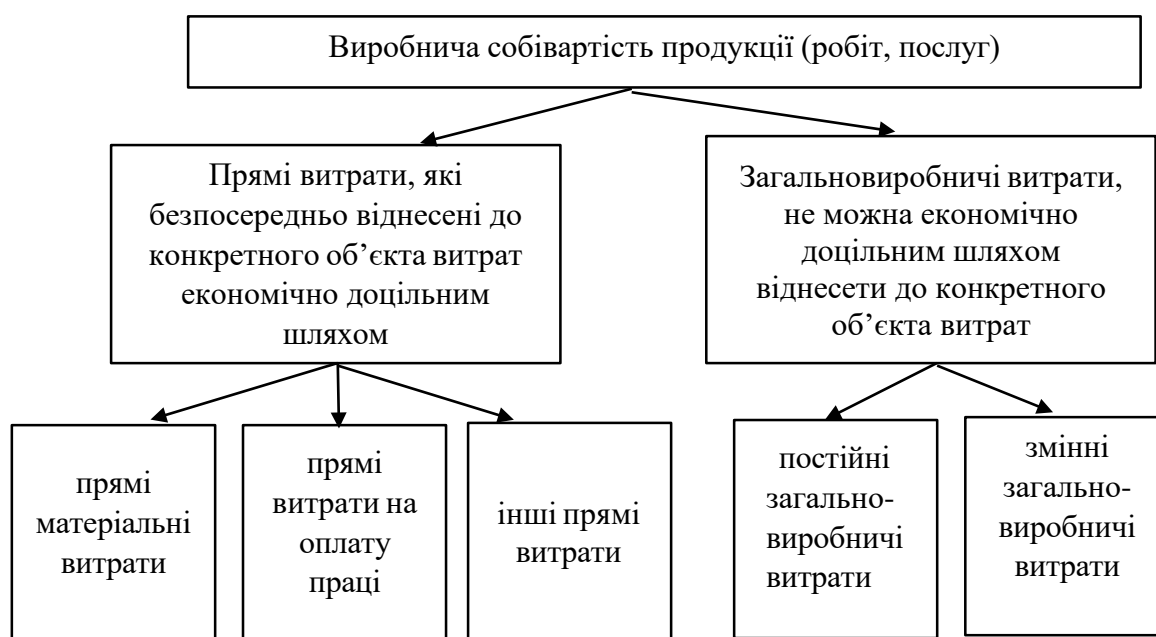 Виробнича собівартість продукції (робіт, послуг)
Прямі витрати, які
безпосередньо віднесені до
конкретного об’єкта витрат
економічно доцільним
шляхом
Загальновиробничі витрати,
не можна економічно
доцільним шляхом
віднесети до конкретного
об’єкта витрат
прямі
матеріальні
витрати
прямі
витрати на
оплату
праці
інші прямі
витрати
постійні
загально-
виробничі
витрати
змінні
загально-
виробничі
витрати